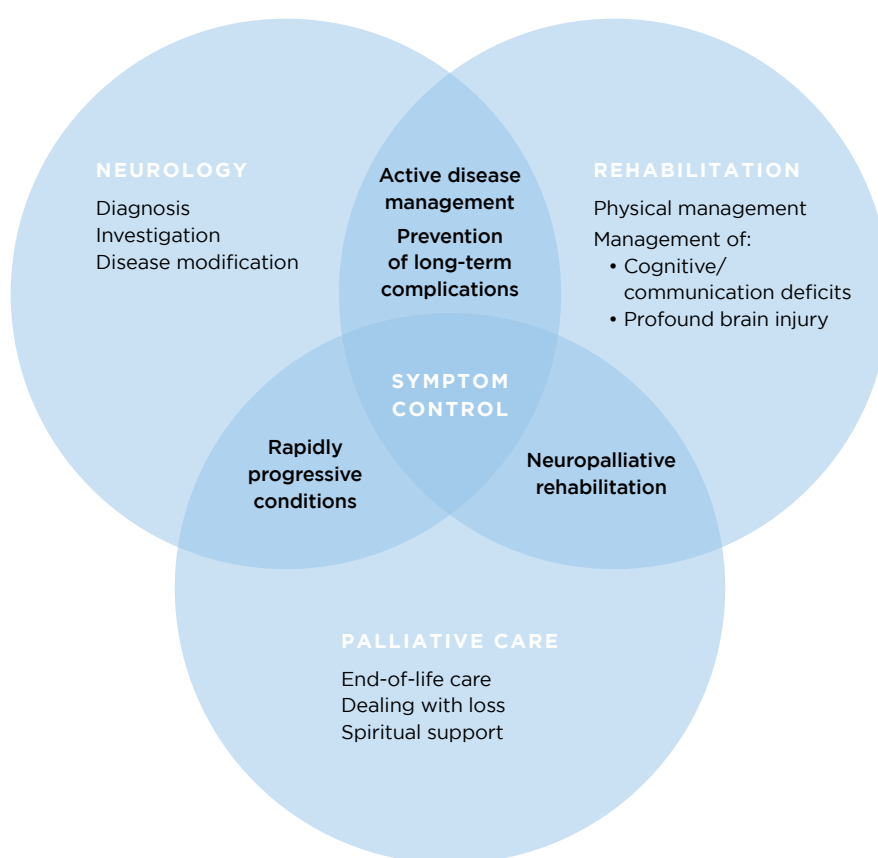 NEUROLOGY
Diagnosis
Investigation
Disease modification
Active disease
management
Prevention
of long-term
complications
REHABILITATION
Physical management
Management of:
• Cognitive/
communication deficits
• Profound brain injury
SYMPTOM
CONTROL
Rapidly
progressive
conditions
Neuropalliative
rehabilitation
PALLIATIVE CARE
End-of-life care
Dealing with loss
Spiritual support